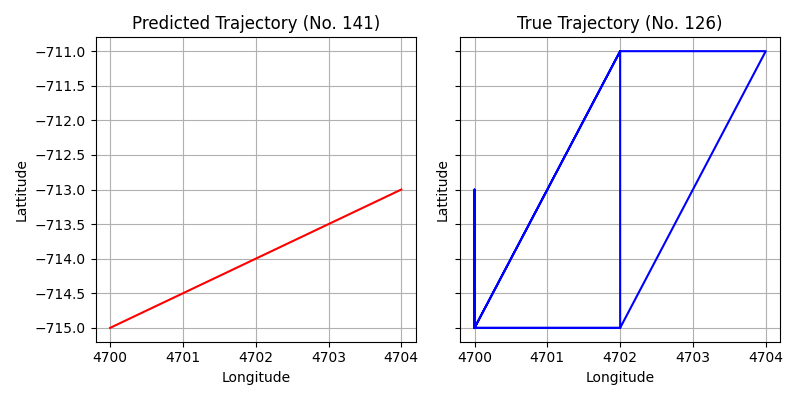 Predicted Trajectory (No. 141)
True Trajectory (No. 126)
Lattitude
−711.0
−711.5
−712.0
−712.5
−713.0
−713.5
−714.0
−714.5
−715.0
4700 4701 4702 4703 4704
Longitude
Lattitude
4700 4701 4702 4703 4704
Longitude